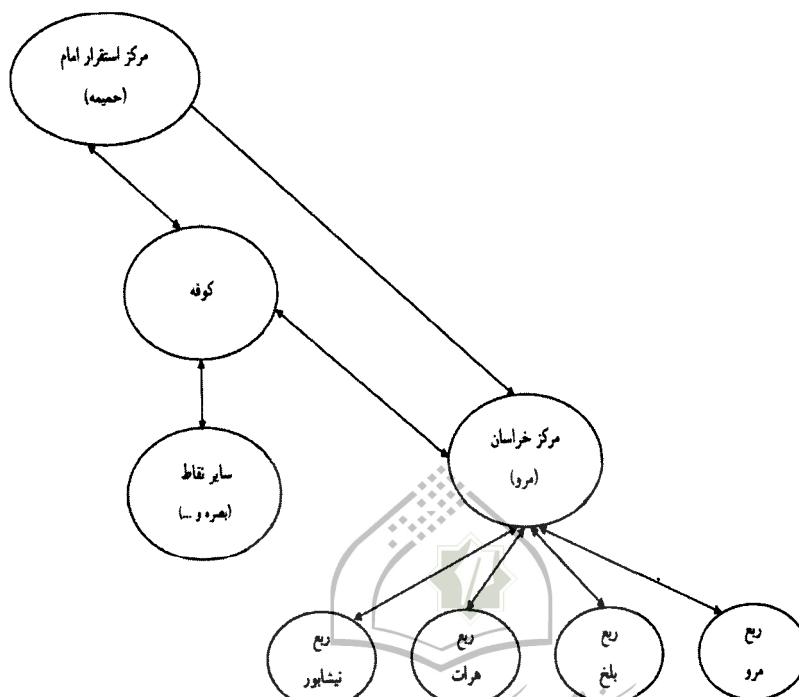 مرکز استقرار امام
(حمیمه)
کوفه
مرکز خراسان
(مرو)
سایر نقاط
(بصره و ...)
ربع
مرو
ربع
بلخ
ربع
هرات
ربع
نیشابور